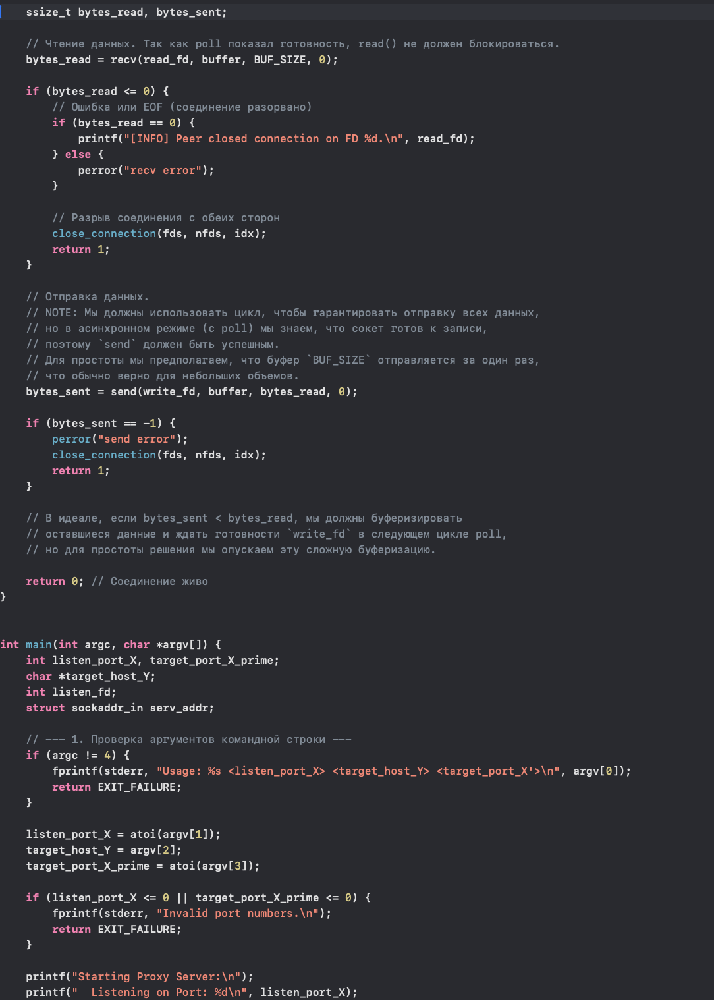 ssize_t bytes_read, bytes_sent;
// Чтение данных. Так как poll показал готовность, read() не должен блокироваться.
bytes_read = recv(read_fd, buffer, BUF_SIZE, 0);
if (bytes_read <= 0) {
// Ошибка или EOF (соединение разорвано)
if (bytes_read == 0) {
printf("[INFO] Peer closed connection on FD %d.\n", read_fd);
} else {
perror("recv error");
}
// Разрыв соединения с обеих сторон
close_connection(fds, nfds, idx);
return 1;
}
// Отправка данных.
// NOTE: Мы должны использовать цикл, чтобы гарантировать отправку всех данных,
// но в асинхронном режиме (с poll) мы знаем, что сокет готов к записи,
// поэтому `send` должен быть успешным.
// Для простоты мы предполагаем, что буфер `BUF_SIZE` отправляется за один раз,
// что обычно верно для небольших объемов.
bytes_sent = send(write_fd, buffer, bytes_read, 0);
if (bytes_sent == -1) {
perror("send error");
close_connection(fds, nfds, idx);
return 1;
}
// В идеале, если bytes_sent < bytes_read, мы должны буферизировать
// оставшиеся данные и ждать готовности `write_fd` в следующем цикле poll,
// но для простоты решения мы опускаем эту сложную буферизацию.
return 0; // Соединение живо
}
int main(int argc, char *argv[]) {
int listen_port_X, target_port_X_prime;
char *target_host_Y;
int listen_fd;
struct sockaddr_in serv_addr;
// --- 1. Проверка аргументов командной строки ---
if (argc != 4) {
fprintf(stderr, "Usage: %s <listen_port_X> <target_host_Y> <target_port_X'>\n", argv[0]);
return EXIT_FAILURE;
}
listen_port_X = atoi(argv[1]);
target_host_Y = argv[2];
target_port_X_prime = atoi(argv[3]);
if (listen_port_X <= 0 || target_port_X_prime <= 0) {
fprintf(stderr, "Invalid port numbers.\n");
return EXIT_FAILURE;
}
printf("Starting Proxy Server:\n");
printf("  Listening on Port: %d\n", listen_port_X);